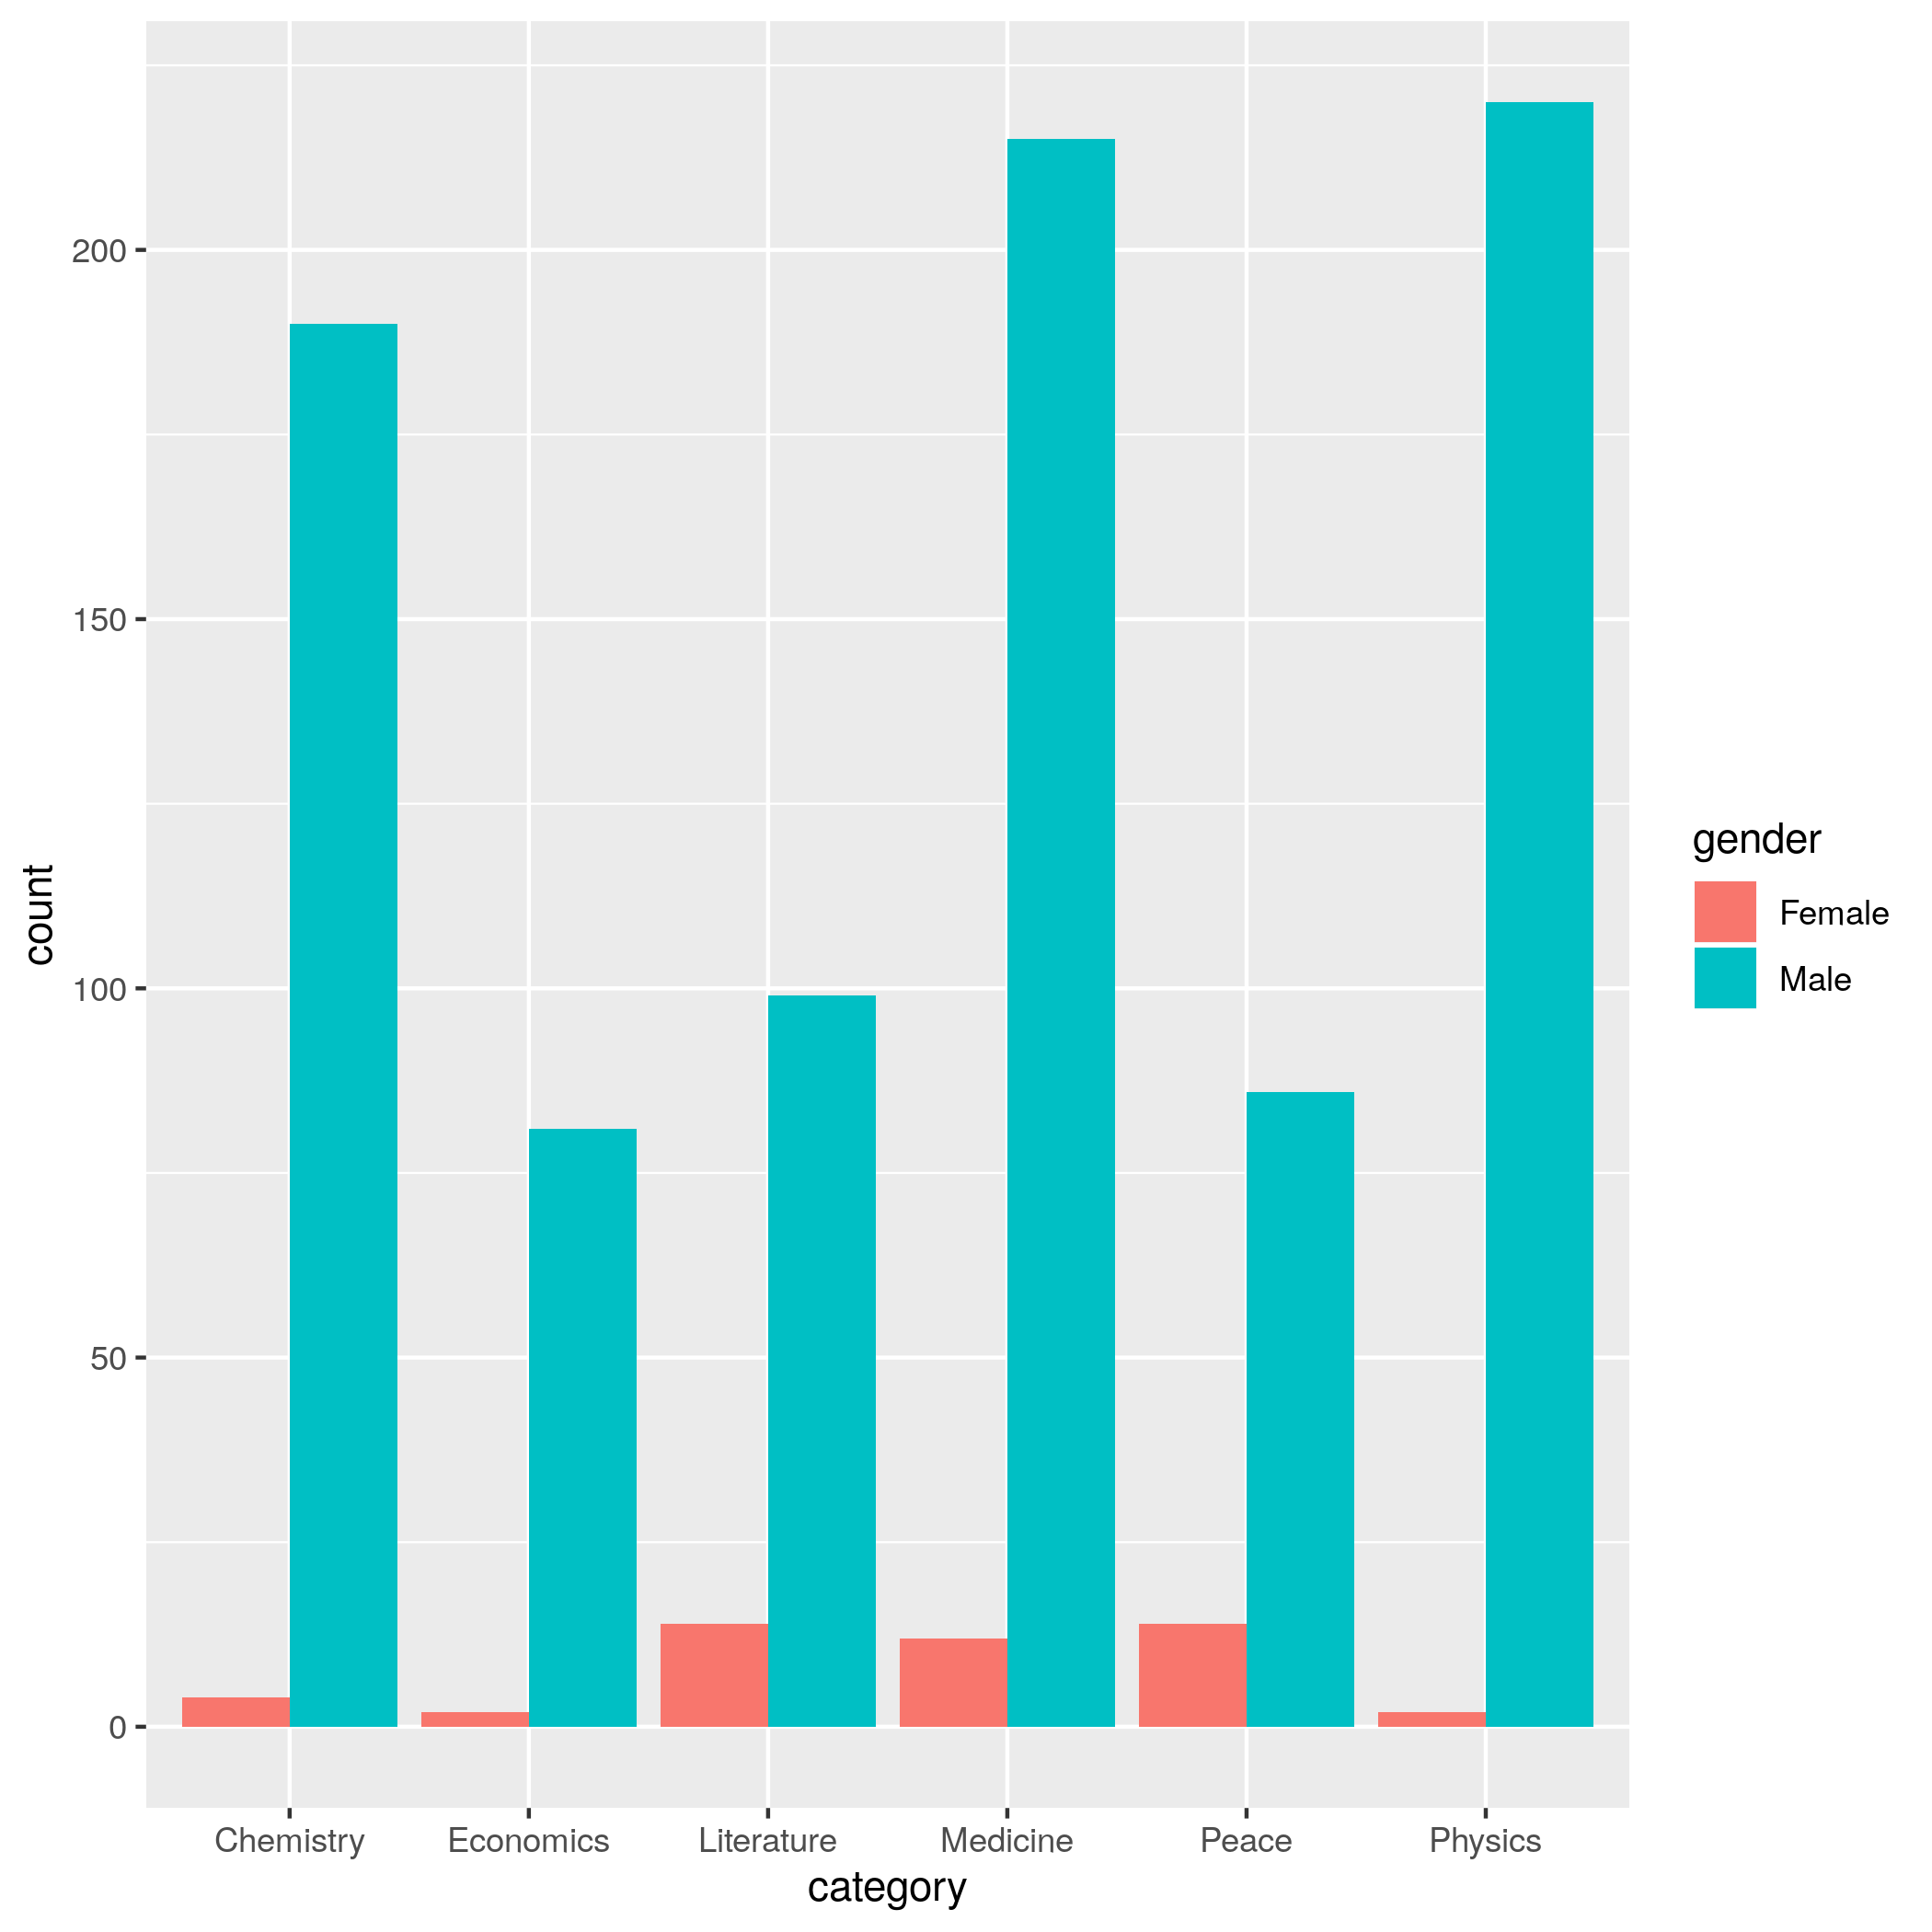 count
200
150
100
50
0
Chemistry Economics Literature Medicine Peace Physics
category
gender
Female
Male